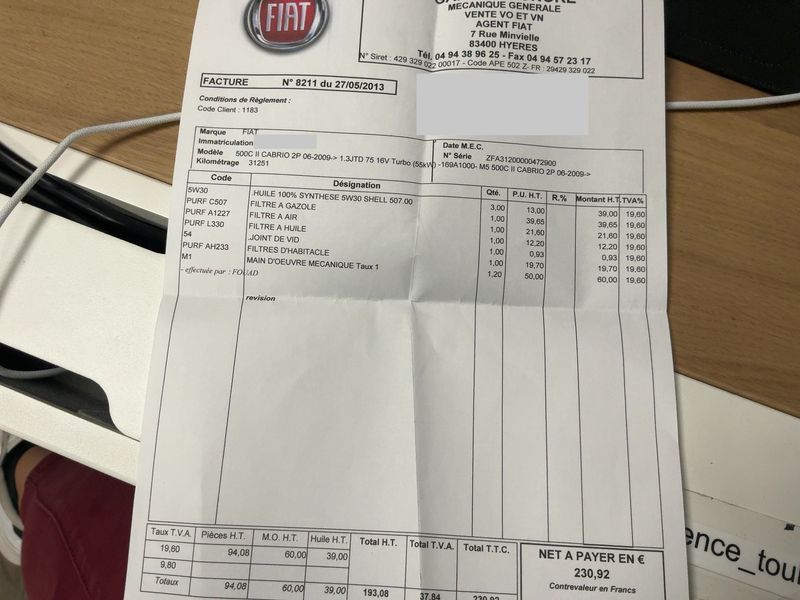 FIAT
MECANIQUE GENERALE
VENTE VO ET VN
AGENT FIAT
7 Rue Minvielle
83400 HYERES
Tél. 04 94 38 96 25 - Fax 04 94 57 23 17
N° Siret : 429 329 022 00017 - Code APE 502 Z- FR : 29429 329 022
FACTURE N° 8211 du 27/05/2013
Conditions de Règlement :
Code Client : 1183
Marque FIAT
Immatriculation
Modèle 500C II CABRIO 2P 06-2009-> 1.3JTD 75 16V Turbo (55kW) -169A1000- M5 500C II CABRIO 2P 06-2009->
Kilométrage 31251
Date M.E.C.
N° Série ZFA31200000472900
Code Désignation Qté. P.U. H.T. R.% Montant H.T. TVA%
5W30 .HUILE 100% SYNTHESE 5W30 SHELL 507.00 3,00 13,00 39,00 19,60
PURF C507 FILTRE A GAZOLE 1,00 39,65 39,65 19,60
PURF A1227 FILTRE A AIR 1,00 21,60 21,60 19,60
PURF L330 FILTRE A HUILE 1,00 12,20 12,20 19,60
54 .JOINT DE VID 1,00 0,93 0,93 19,60
PURF AH233 FILTRES D'HABITACLE 1,00 19,70 19,70 19,60
M1 MAIN D'OEUVRE MECANIQUE Taux 1 1,20 50,00 60,00 19,60
- effectuée par : FOUAD
revision
Taux T.V.A. Pièces H.T. M.O. H.T. Huile H.T. Total H.T. Total T.V.A. Total T.T.C.
19,60 94,08 60,00 39,00
9,80
Totaux 94,08 60,00 39,00 193,08 37,84 230,92
NET A PAYER EN €
230,92
Contrevaleur en Francs
ence_tou